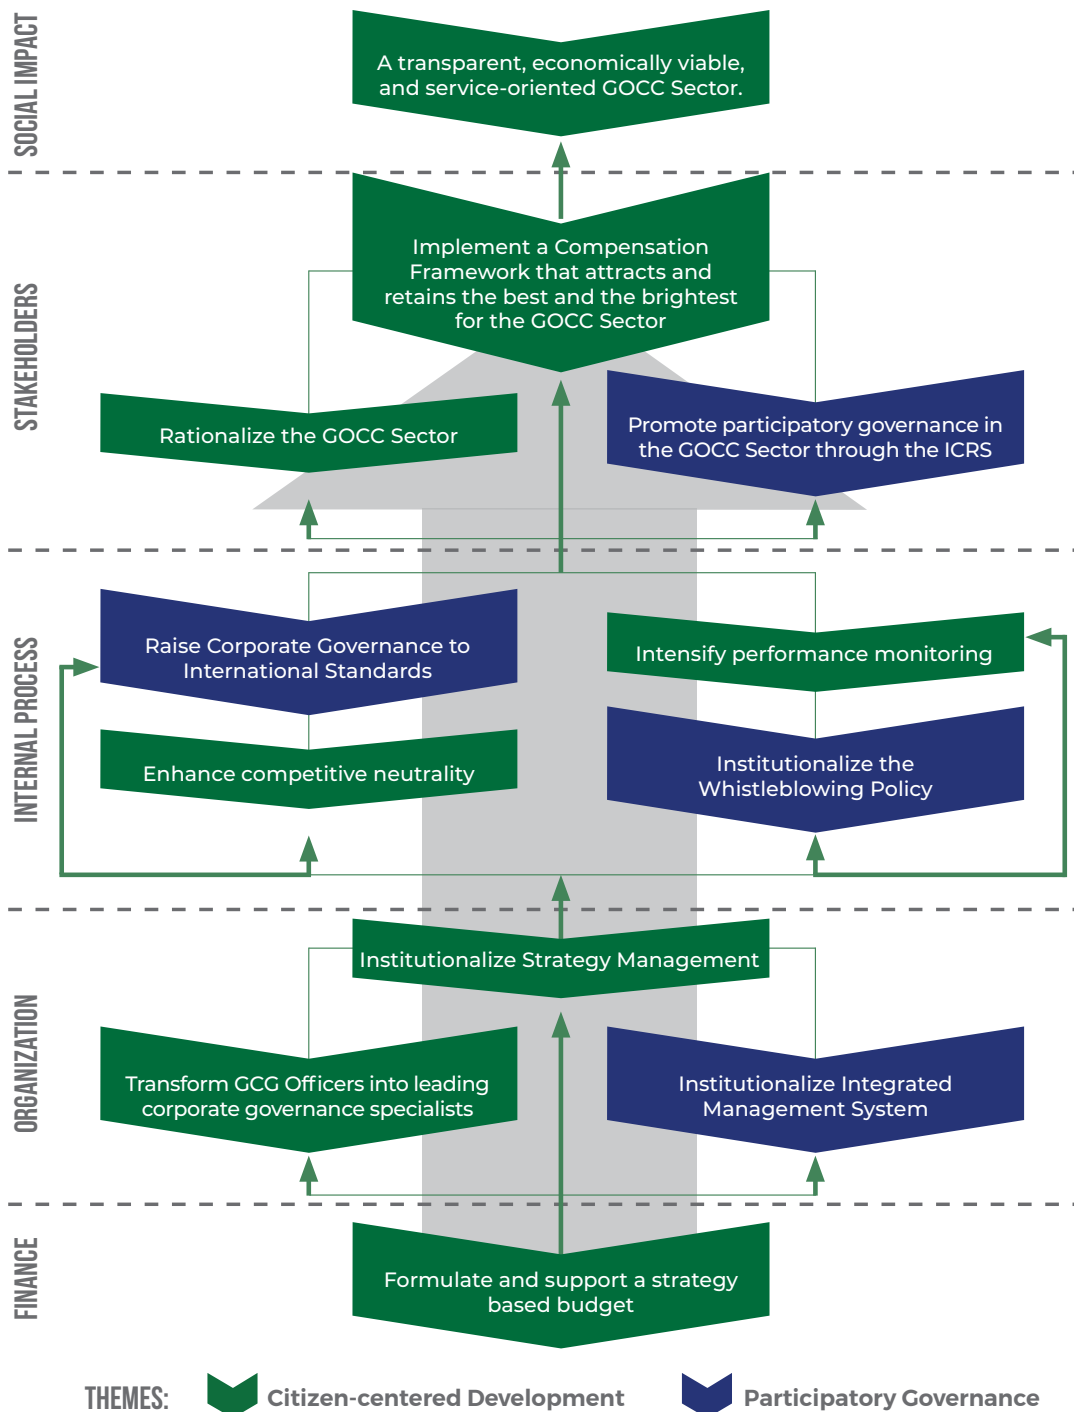 SOCIAL IMPACT
A transparent, economically viable,
and service-oriented GOCC Sector.
STAKEHOLDERS
Implement a Compensation
Framework that attracts and
retains the best and the brightest
for the GOCC Sector
Rationalize the GOCC Sector
Promote participatory governance in
the GOCC Sector through the ICRS
INTERNAL PROCESS
Raise Corporate Governance to
International Standards
Intensify performance monitoring
Enhance competitive neutrality
Institutionalize the
Whistleblowing Policy
ORGANIZATION
Institutionalize Strategy Management
Transform GCG Officers into leading
corporate governance specialists
Institutionalize Integrated
Management System
FINANCE
Formulate and support a strategy
based budget
THEMES:
Citizen-centered Development
Participatory Governance